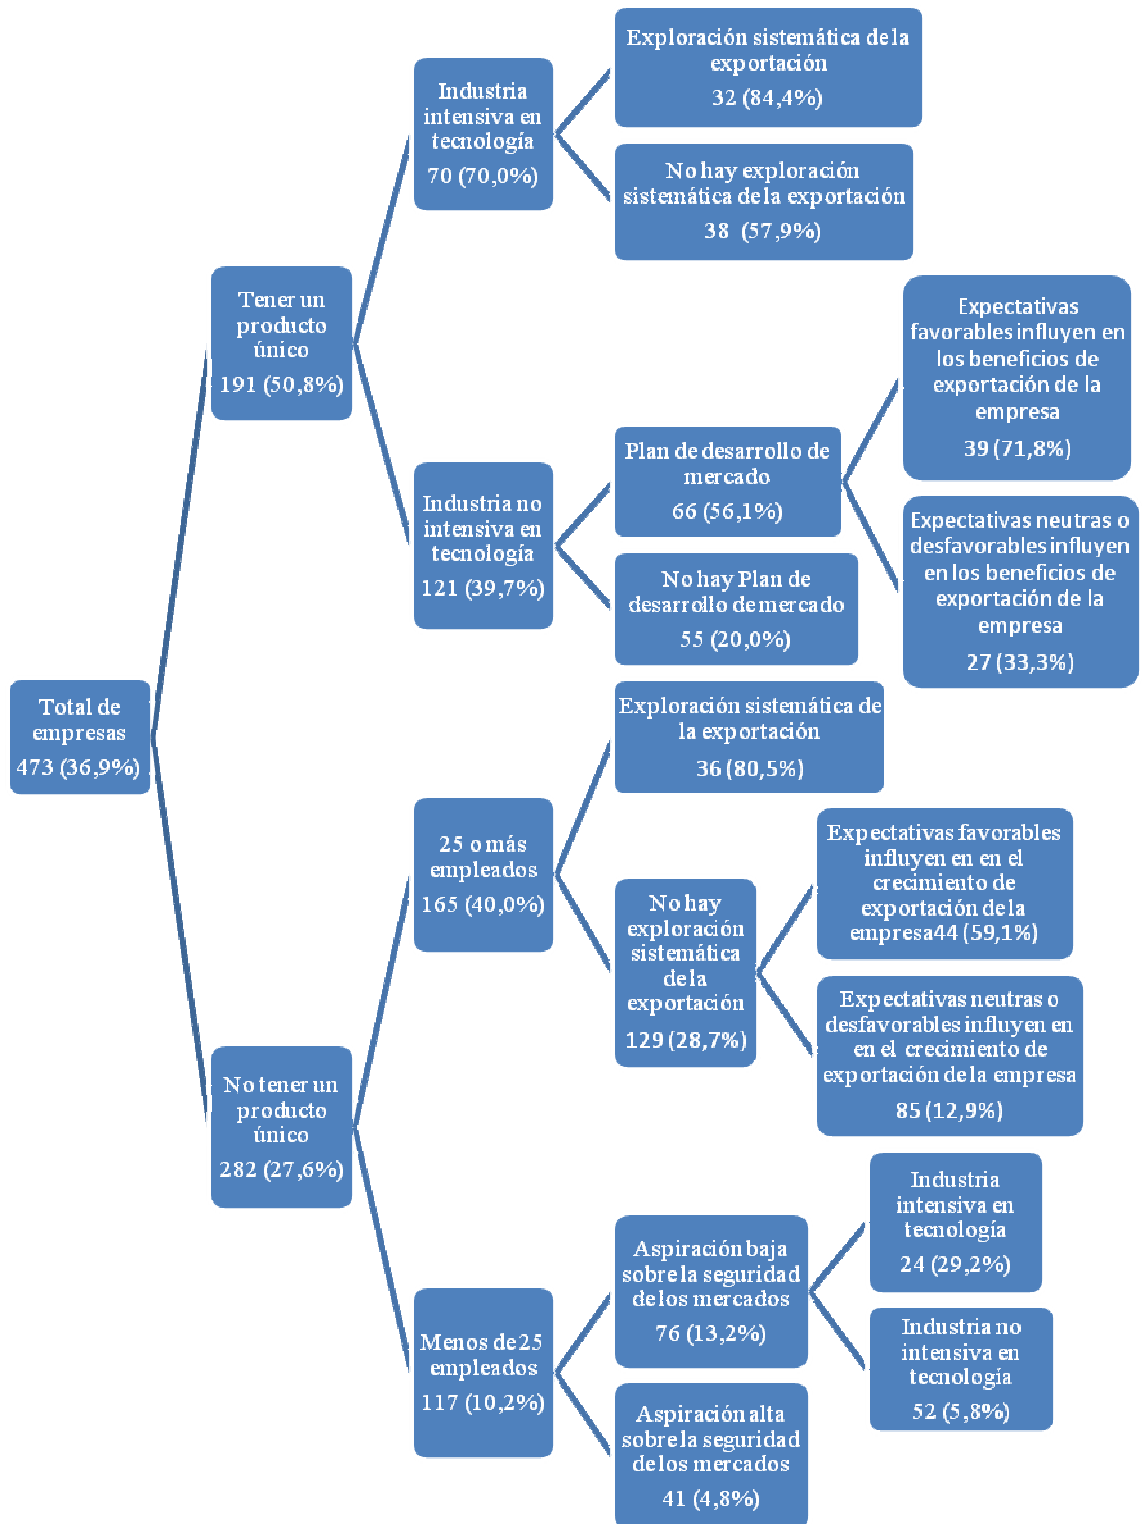 Total de
empresas
473 (36,9%)
Tener un
producto
único
191 (50,8%)
Industria
intensiva en
tecnología
70 (70,0%)
Exploración sistemática de la
exportación
32 (84,4%)
No hay exploración
sistemática de la exportación
38 (57,9%)
Industria no
intensiva en
tecnología
121 (39,7%)
Plan de desarrollo de
mercado
66 (56,1%)
Expectativas
favorables influyen en
los beneficios de
exportación de la
empresa
39 (71,8%)
Expectativas neutras o
desfavorables influyen
en los beneficios de
exportación de la
empresa
27 (33,3%)
No hay Plan de
desarrollo de mercado
55 (20,0%)
No tener un
producto
único
282 (27,6%)
25 o más
empleados
165 (40,0%)
Exploración sistemática de
la exportación
36 (80,5%)
No hay
exploración
sistemática
de la
exportación
129 (28,7%)
Expectativas favorables
influyen en en el
crecimiento de
exportación de la
empresa44 (59,1%)
Expectativas neutras o
desfavorables influyen en
en el crecimiento de
exportación de la empresa
85 (12,9%)
Menos de 25
empleados
117 (10,2%)
Aspiración baja
sobre la seguridad
de los mercados
76 (13,2%)
Industria
intensiva en
tecnología
24 (29,2%)
Industria no
intensiva en
tecnología
52 (5,8%)
Aspiración alta
sobre la seguridad
de los mercados
41 (4,8%)